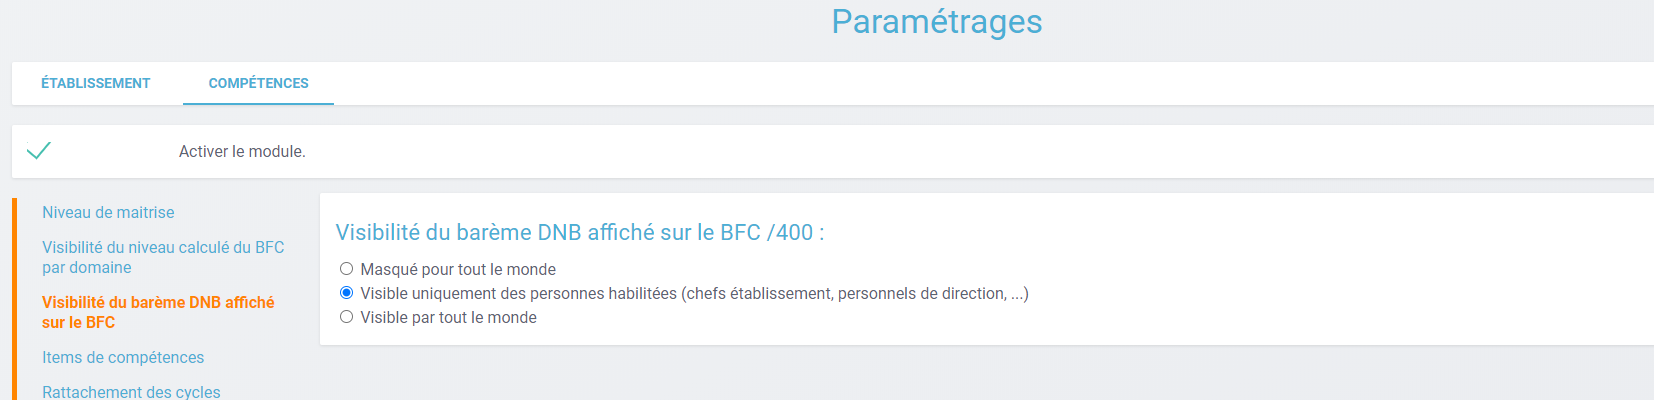 Paramétrages
ÉTABLISSEMENT
COMPÉTENCES
Activer le module.
Niveau de maitrise
Visibilité du niveau calculé du BFC
par domaine
Visibilité du barème DNB affiché
sur le BFC
Items de compétences
Rattachement des cycles
Visibilité du barème DNB affiché sur le BFC /400 :
Masqué pour tout le monde
Visible uniquement des personnes habilitées (chefs établissement, personnels de direction, ...)
Visible par tout le monde